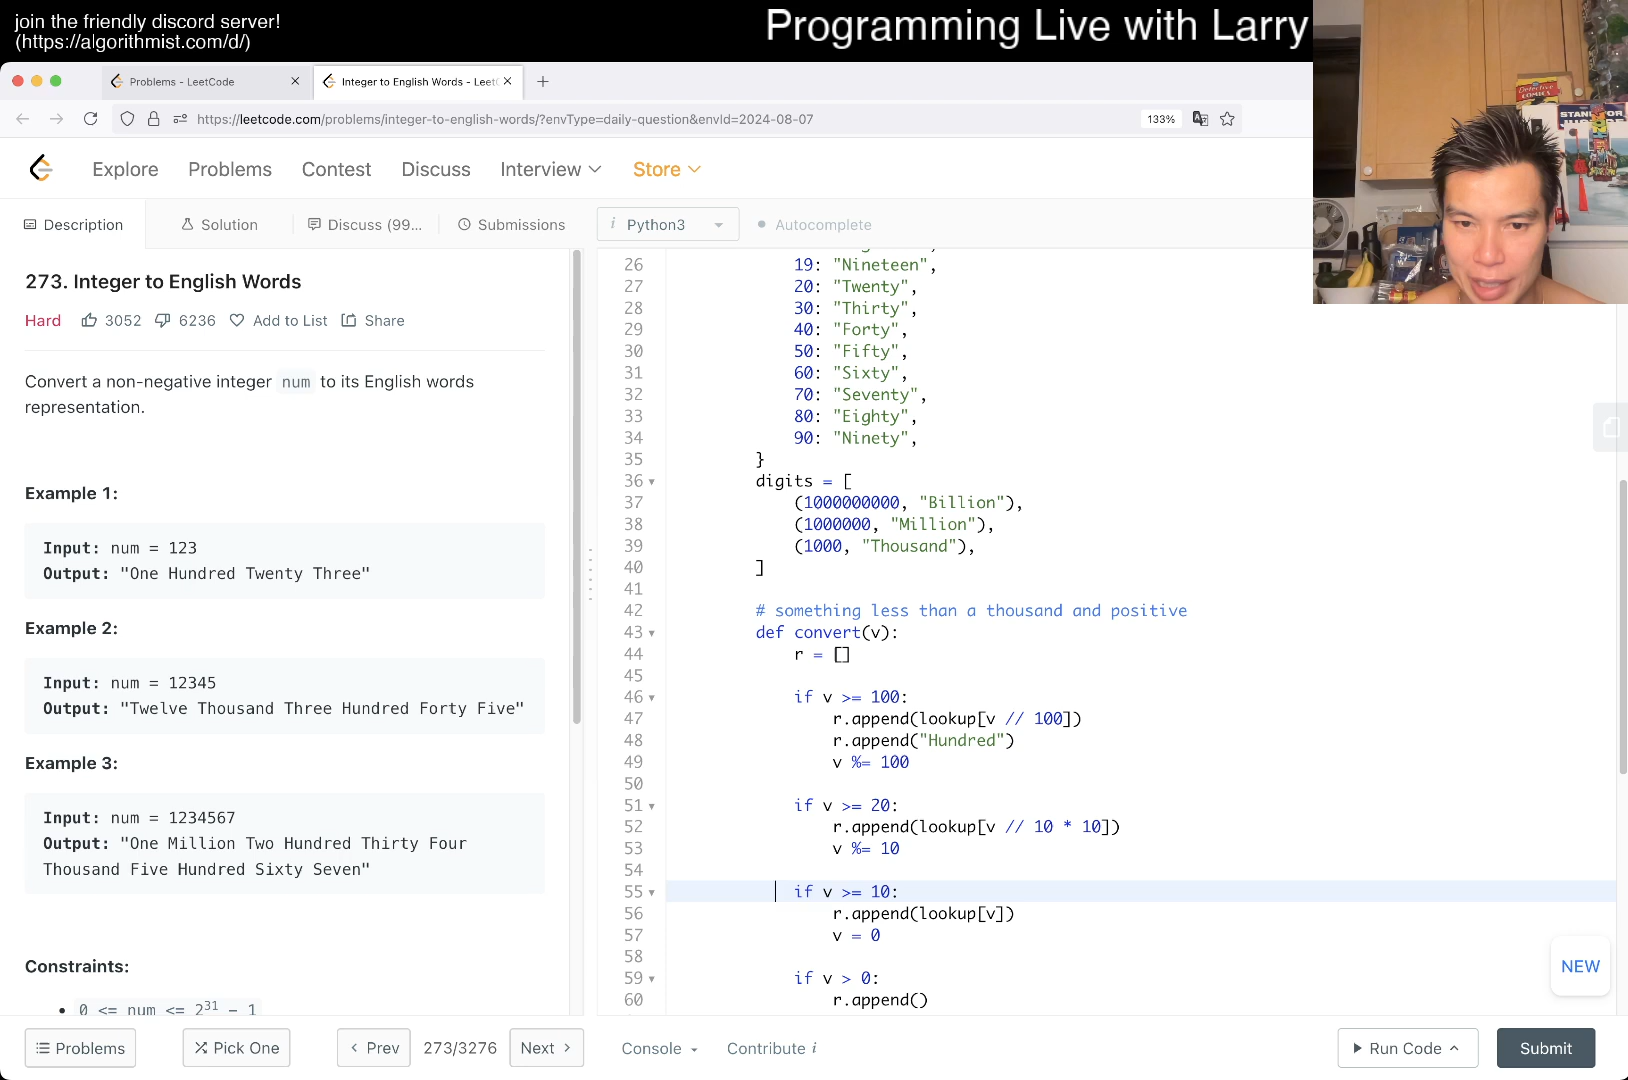 join the friendly discord server!
(https://algorithmist.com/d/)
Programming Live with Larry
Problems - LeetCode
Integer to English Words - Leet
https://leetcode.com/problems/integer-to-english-words/?envType=daily-question&envId=2024-08-07
133%
Explore Problems Contest Discuss Interview Store
Description Solution Discuss (99... Submissions
i Python3 Autocomplete
273. Integer to English Words
Hard 3052 6236 Add to List Share
Convert a non-negative integer num to its English words
representation.
Example 1:
Input: num = 123
Output: "One Hundred Twenty Three"
Example 2:
Input: num = 12345
Output: "Twelve Thousand Three Hundred Forty Five"
Example 3:
Input: num = 1234567
Output: "One Million Two Hundred Thirty Four
Thousand Five Hundred Sixty Seven"
Constraints:
• 0 <= num <= 2^31 - 1
26 19: "Nineteen",
27 20: "Twenty",
28 30: "Thirty",
29 40: "Forty",
30 50: "Fifty",
31 60: "Sixty",
32 70: "Seventy",
33 80: "Eighty",
34 90: "Ninety",
35 }
36 digits = [
37 (1000000000, "Billion"),
38 (1000000, "Million"),
39 (1000, "Thousand"),
40 ]
41
42 # something less than a thousand and positive
43 def convert(v):
44 r = []
45
46 if v >= 100:
47 r.append(lookup[v // 100])
48 r.append("Hundred")
49 v %= 100
50
51 if v >= 20:
52 r.append(lookup[v // 10 * 10])
53 v %= 10
54
55 if v >= 10:
56 r.append(lookup[v])
57 v = 0
58
59 if v > 0:
60 r.append()
NEW
Problems Pick One Prev 273/3276 Next Console Contribute i Run Code Submit
Detective
COMICS